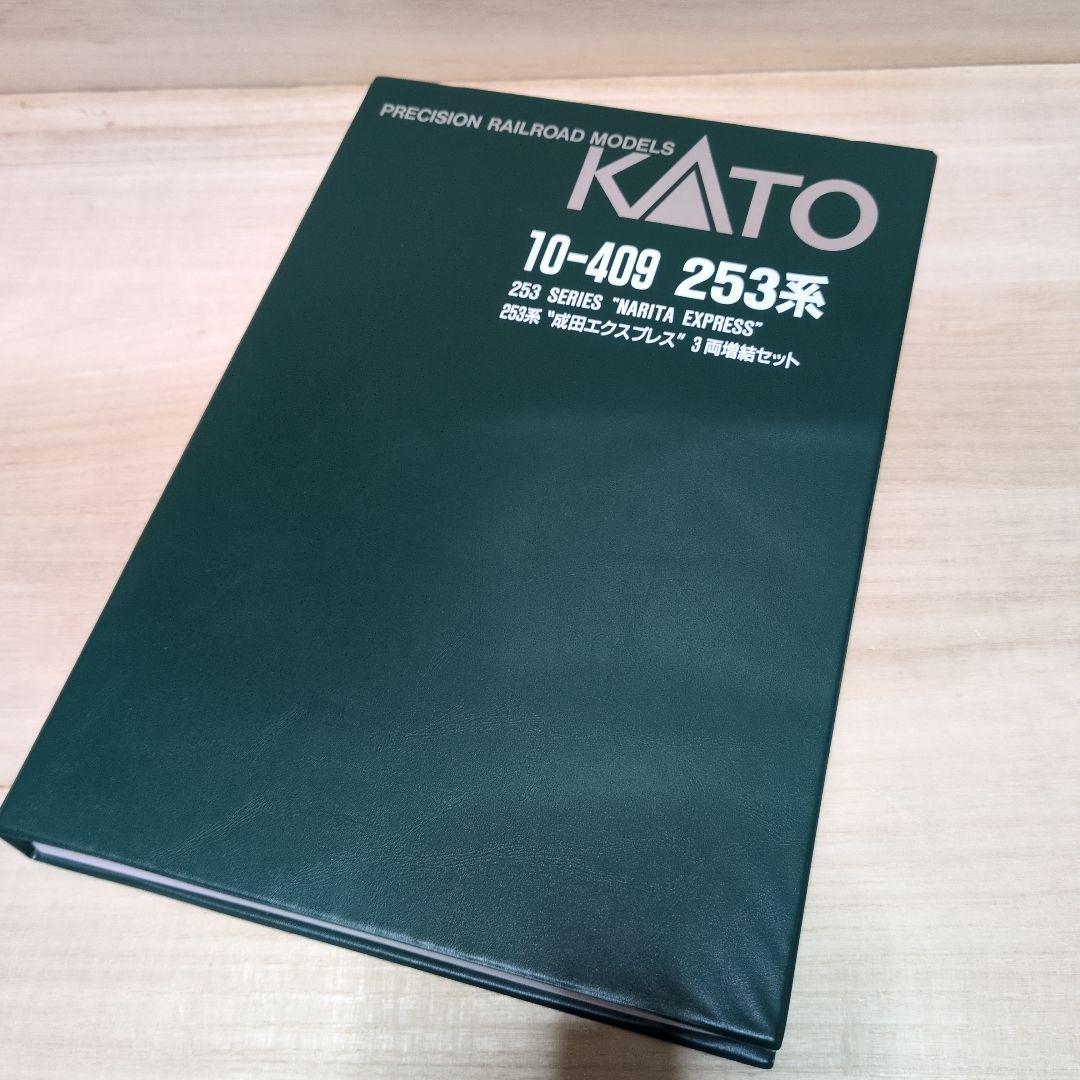 PRECISION RAILROAD MODELS
KATO
10-409 253系
253 SERIES "NARITA EXPRESS"
253系 "成田エクスプレス" 3両増結セット